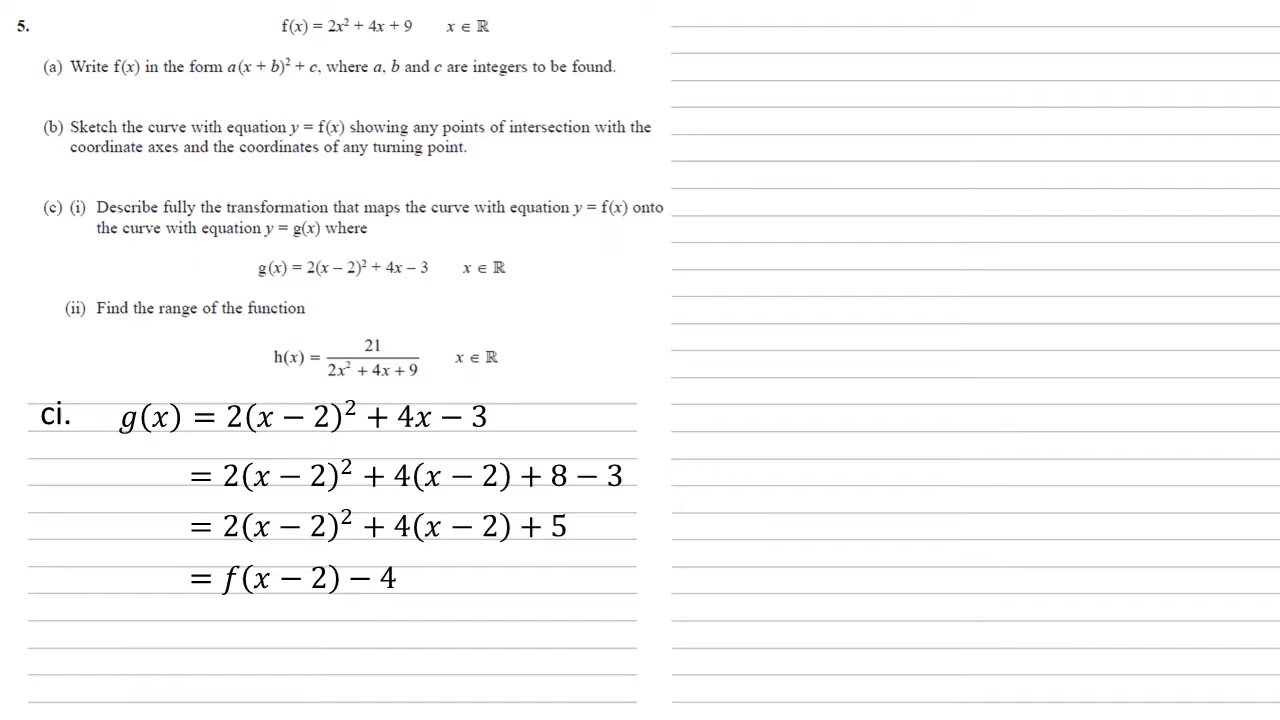 5. f(x) = 2x² + 4x + 9 x ∈ ℝ
(a) Write f(x) in the form a(x + b)² + c, where a, b and c are integers to be found.
(b) Sketch the curve with equation y = f(x) showing any points of intersection with the
coordinate axes and the coordinates of any turning point.
(c) (i) Describe fully the transformation that maps the curve with equation y = f(x) onto
the curve with equation y = g(x) where
g(x) = 2(x – 2)² + 4x – 3 x ∈ ℝ
(ii) Find the range of the function
h(x) = 21 / (2x² + 4x + 9) x ∈ ℝ
ci. g(x) = 2(x − 2)² + 4x − 3
= 2(x − 2)² + 4(x − 2) + 8 − 3
= 2(x − 2)² + 4(x − 2) + 5
= f(x − 2) − 4